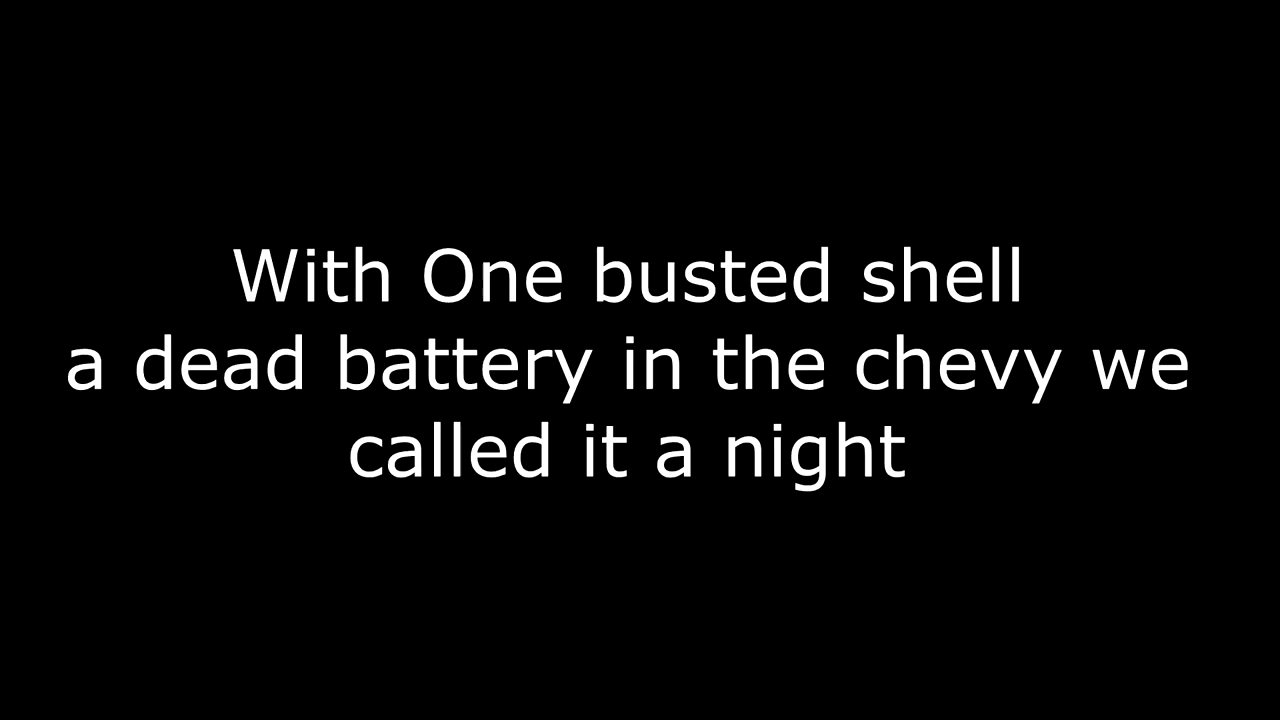 With One busted shell
a dead battery in the chevy we
called it a night